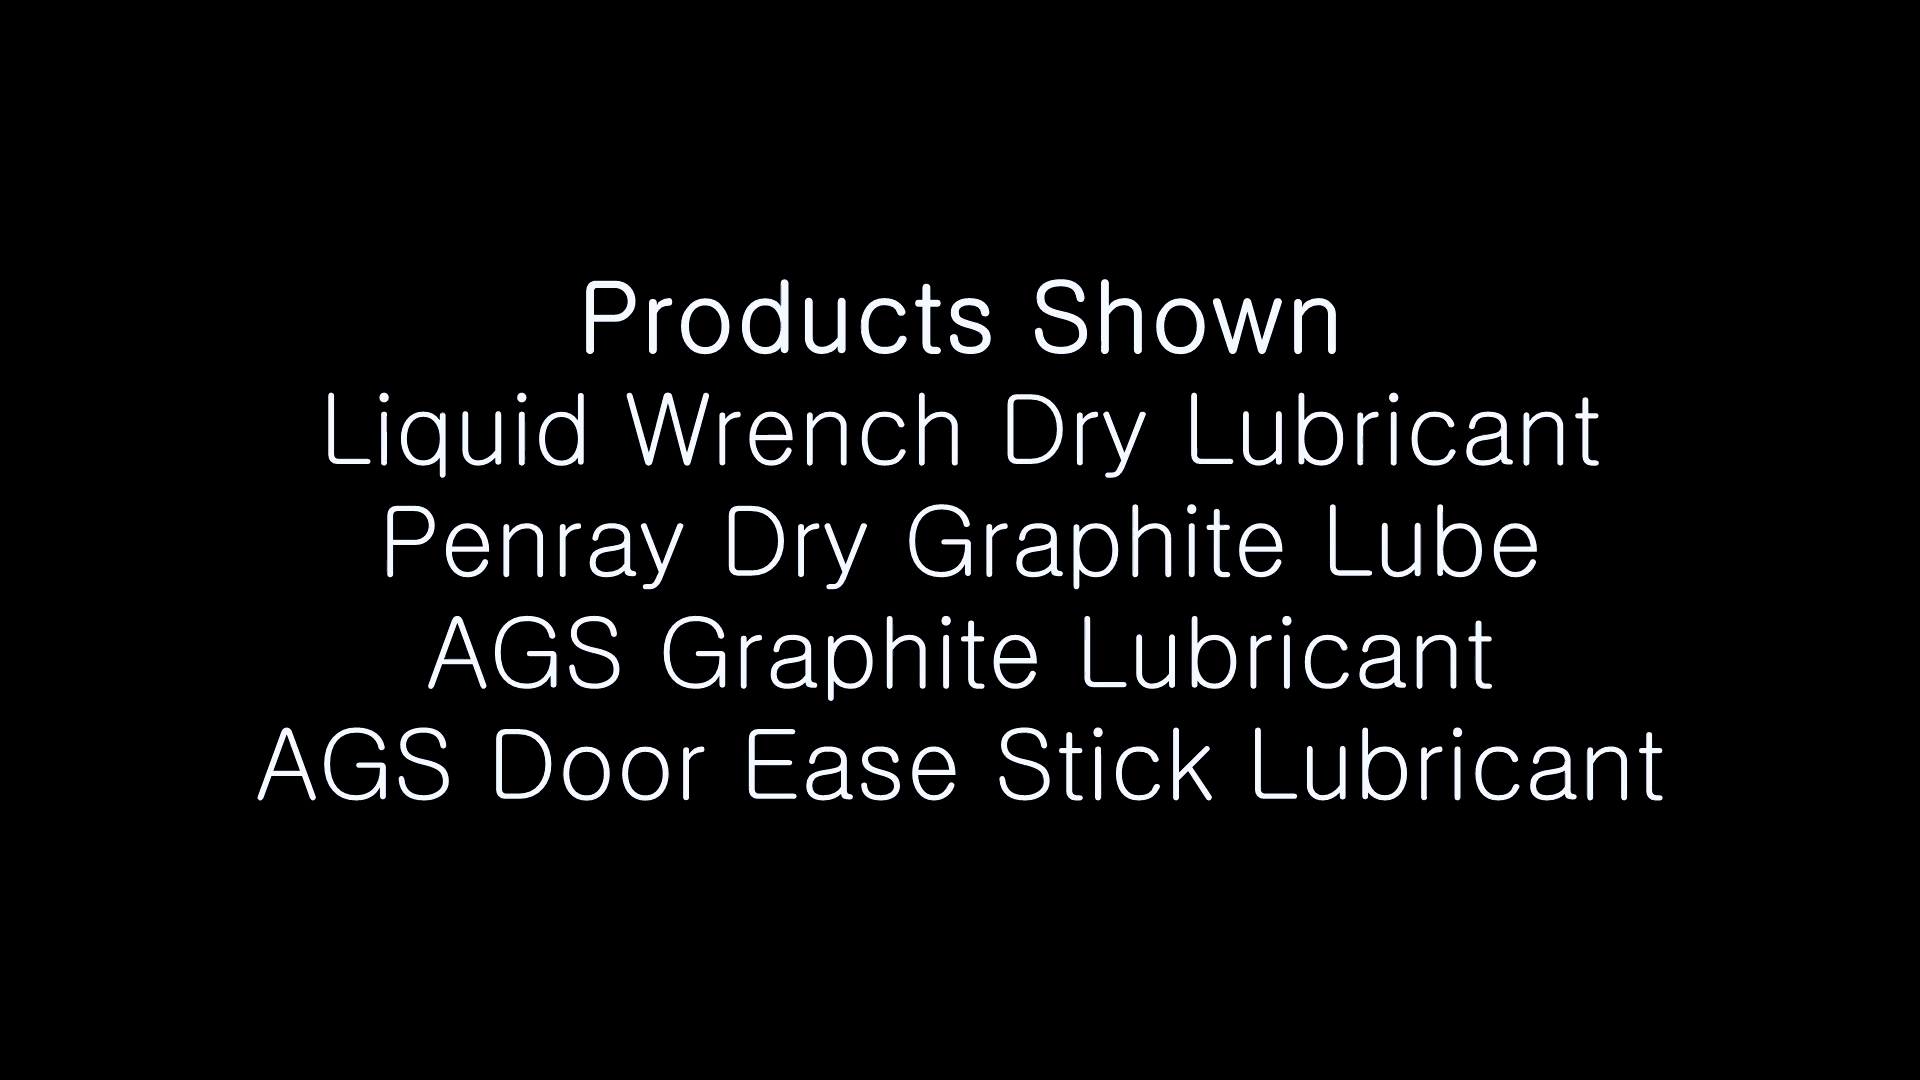 Products Shown
Liquid Wrench Dry Lubricant
Penray Dry Graphite Lube
AGS Graphite Lubricant
AGS Door Ease Stick Lubricant